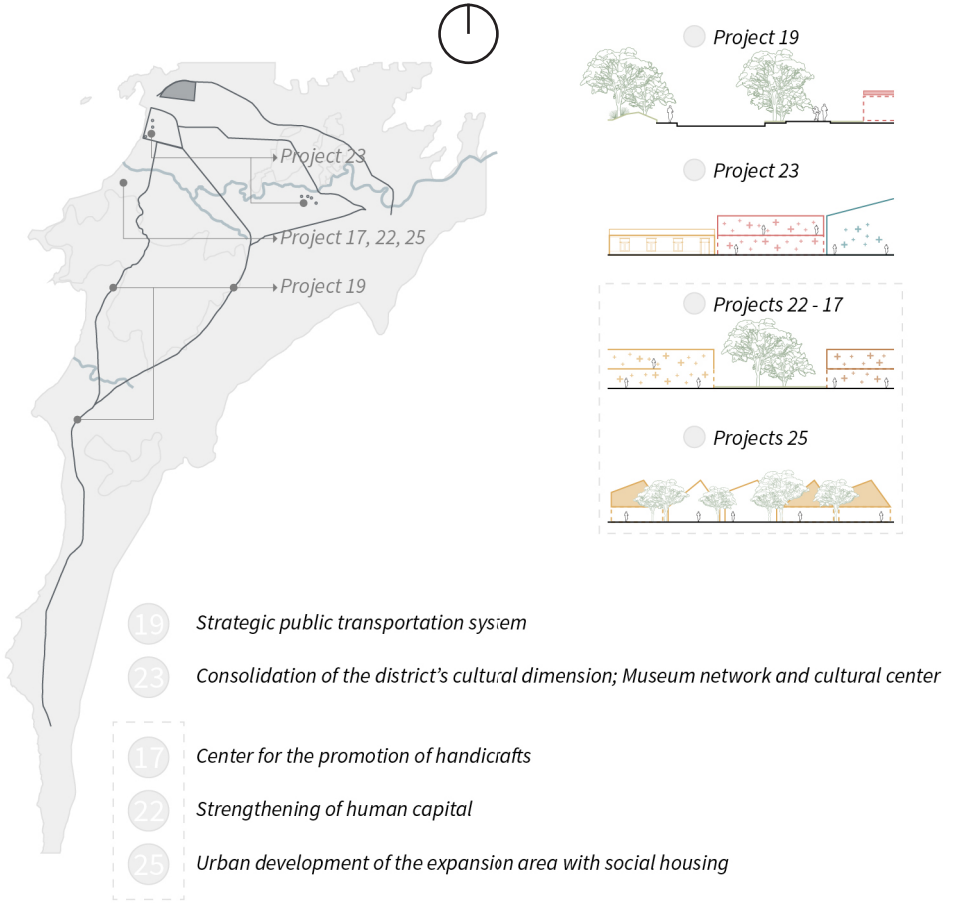 Project 19
Project 23
Project 23
Project 17, 22, 25
Project 19
Projects 22 - 17
Projects 25
19 Strategic public transportation system
23 Consolidation of the district’s cultural dimension; Museum network and cultural center
17 Center for the promotion of handicrafts
22 Strengthening of human capital
25 Urban development of the expansion area with social housing